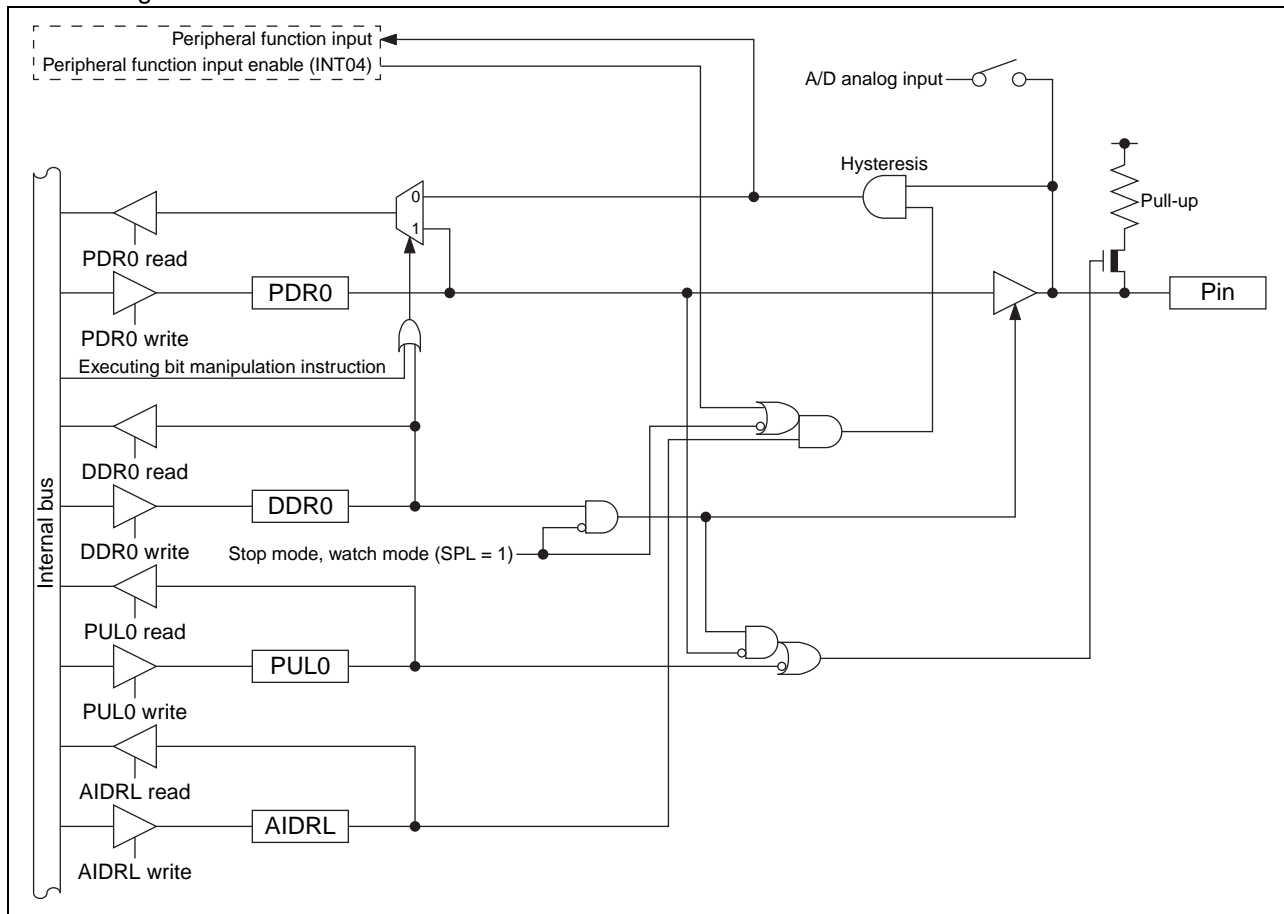 Peripheral function input
Peripheral function input enable (INT04)
A/D analog input
Hysteresis
0
Pull-up
1
PDR0 read
PDR0
Pin
PDR0 write
Executing bit manipulation instruction
DDR0 read
DDR0
DDR0 write
Stop mode, watch mode (SPL = 1)
Internal bus
PUL0 read
PUL0
PUL0 write
AIDRL read
AIDRL
AIDRL write